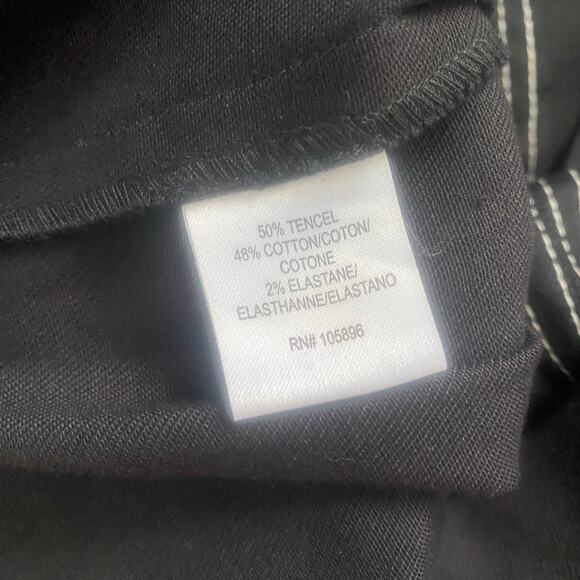 50% TENCEL
48% COTTON/COTON/
COTONE
2% ELASTANE/
ELASTHANNE/ELASTANO
RN# 105896